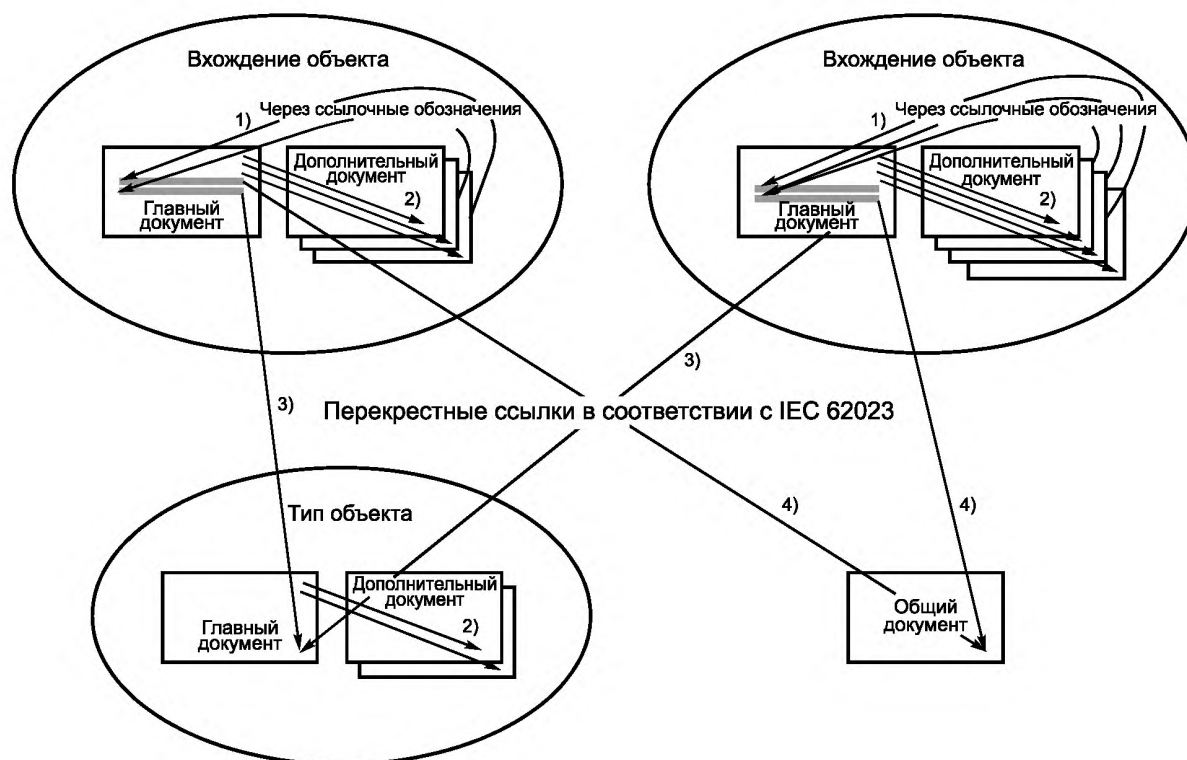 Вхождение объекта
Через ссылочные обозначения
1)
Дополнительный
документ
2)
Главный
документ
Вхождение объекта
Через ссылочные обозначения
1)
Дополнительный
документ
2)
Главный
документ
3)
3)
Перекрестные ссылки в соответствии с IEC 62023
4)
4)
Тип объекта
Дополнительный
документ
2)
Главный
документ
Общий
документ